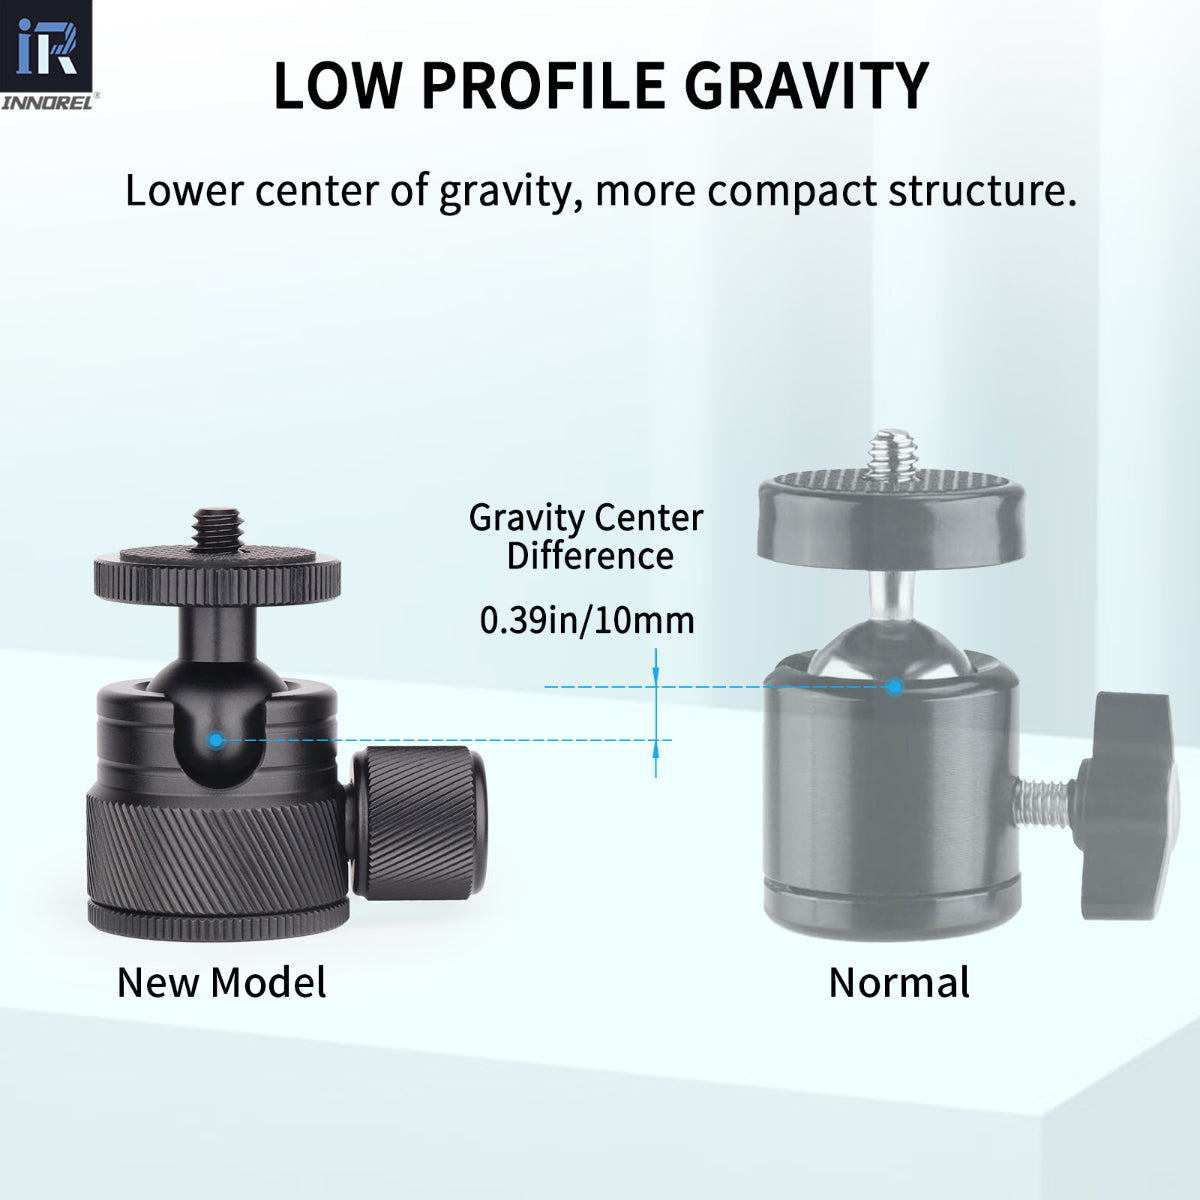 iR
INNOREL®
LOW PROFILE GRAVITY
Lower center of gravity, more compact structure.
Gravity Center
Difference
0.39in/10mm
New Model
Normal